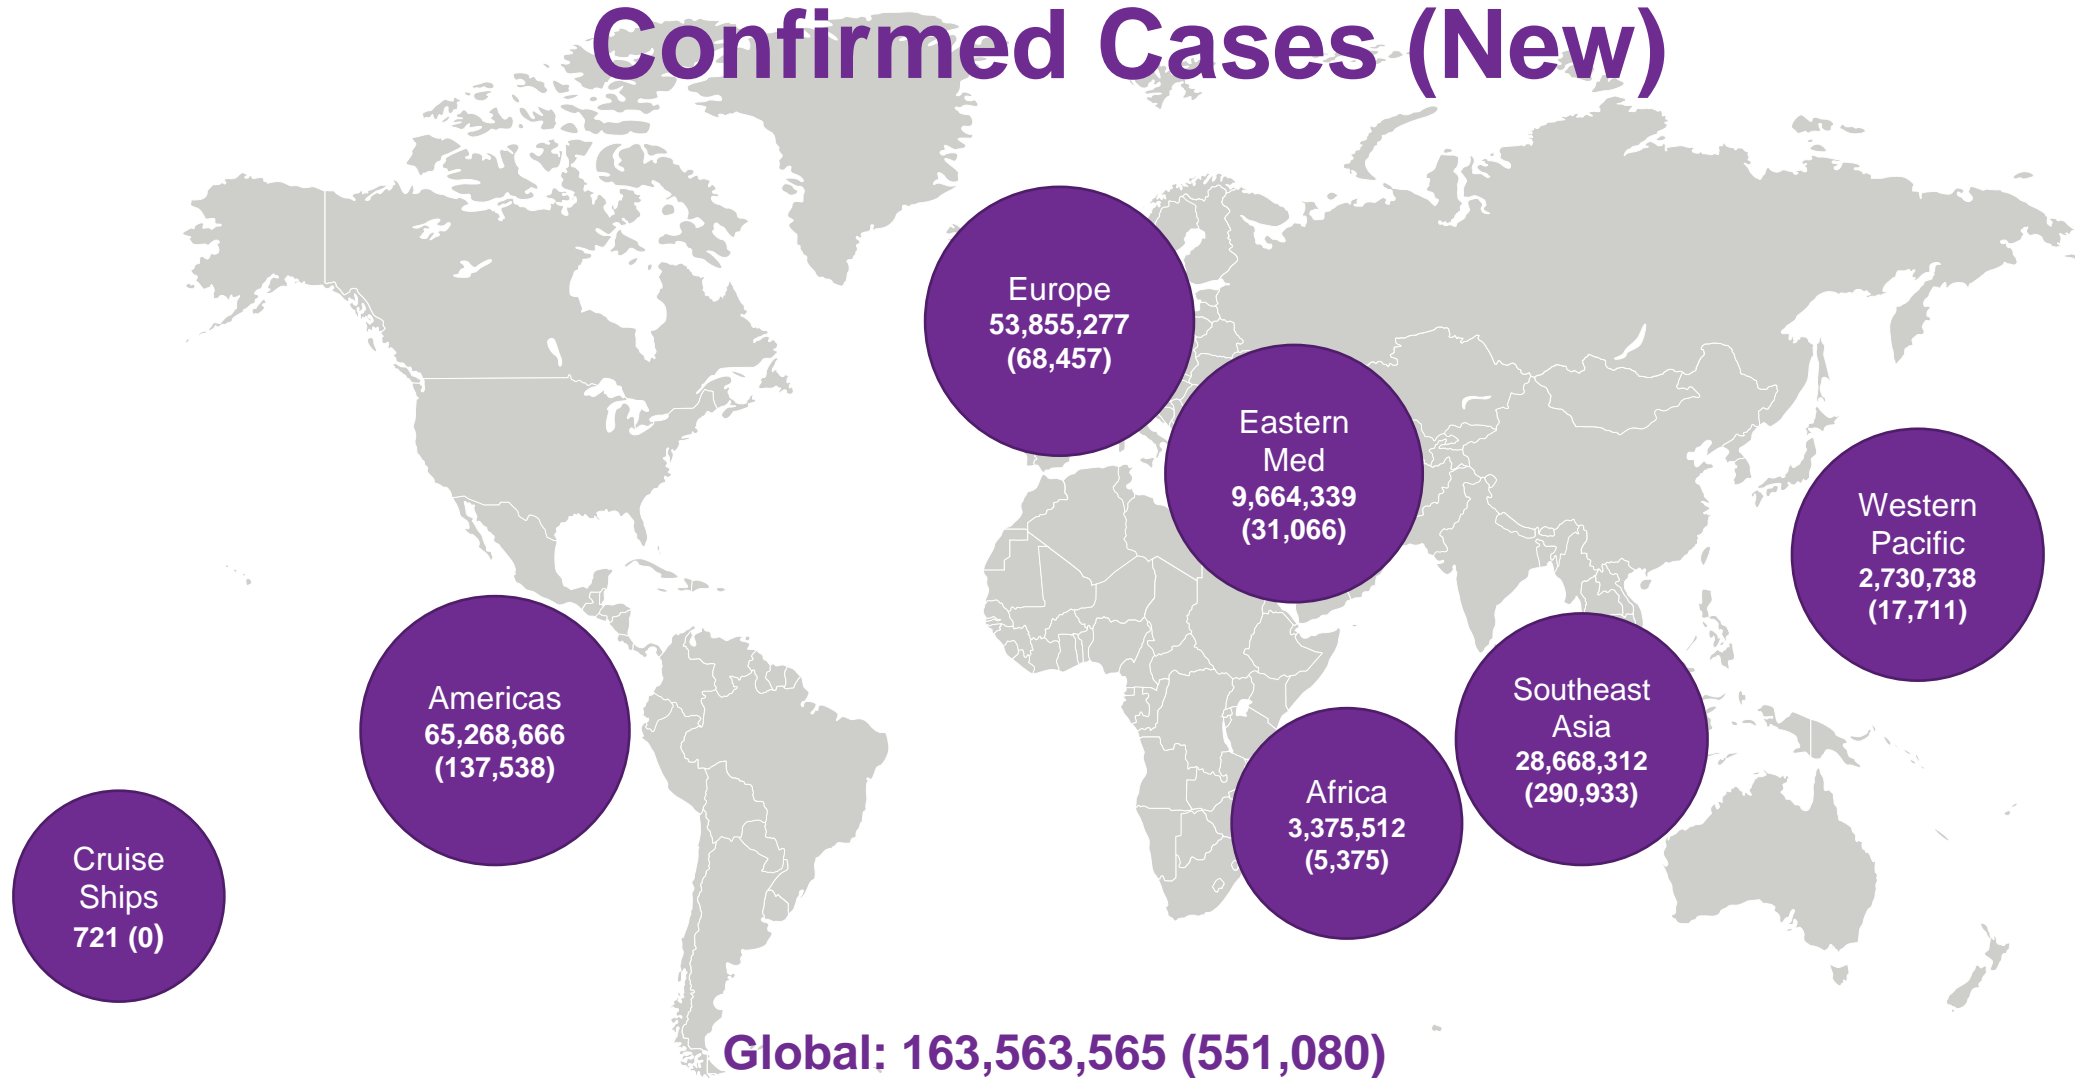 Confirmed Cases (New)
Europe
53,855,277
(68,457)
Eastern
Med
9,664,339
(31,066)
Western
Pacific
2,730,738
(17,711)
Americas
65,268,666
(137,538)
Southeast
Asia
28,668,312
(290,933)
Africa
3,375,512
(5,375)
Cruise
Ships
721 (0)
Global: 163,563,565 (551,080)